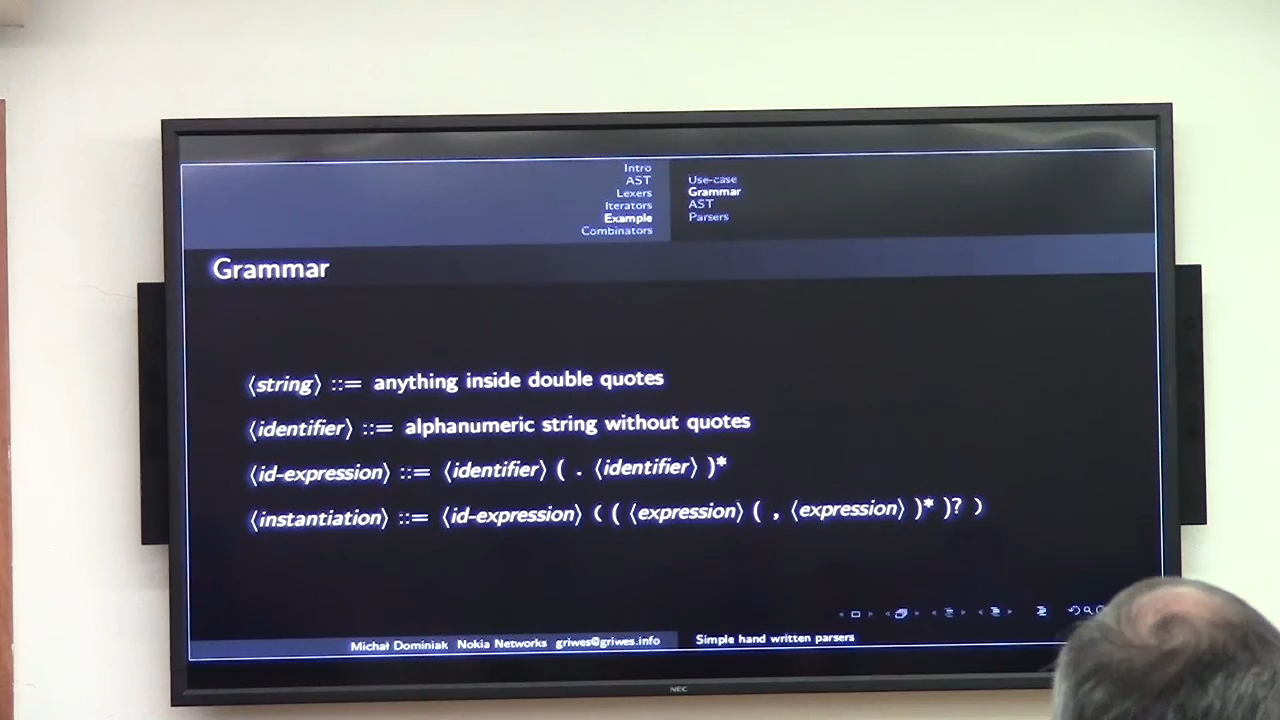 Intro
AST
Lexers
Iterators
Example
Combinators
Use-case
Grammar
AST
Parsers
Grammar
⟨string⟩ ::= anything inside double quotes
⟨identifier⟩ ::= alphanumeric string without quotes
⟨id-expression⟩ ::= ⟨identifier⟩ ( . ⟨identifier⟩ )*
⟨instantiation⟩ ::= ⟨id-expression⟩ ( ( ⟨expression⟩ ( , ⟨expression⟩ )* )? )
Michał Dominiak Nokia Networks griwes@griwes.info
Simple hand written parsers
NEC